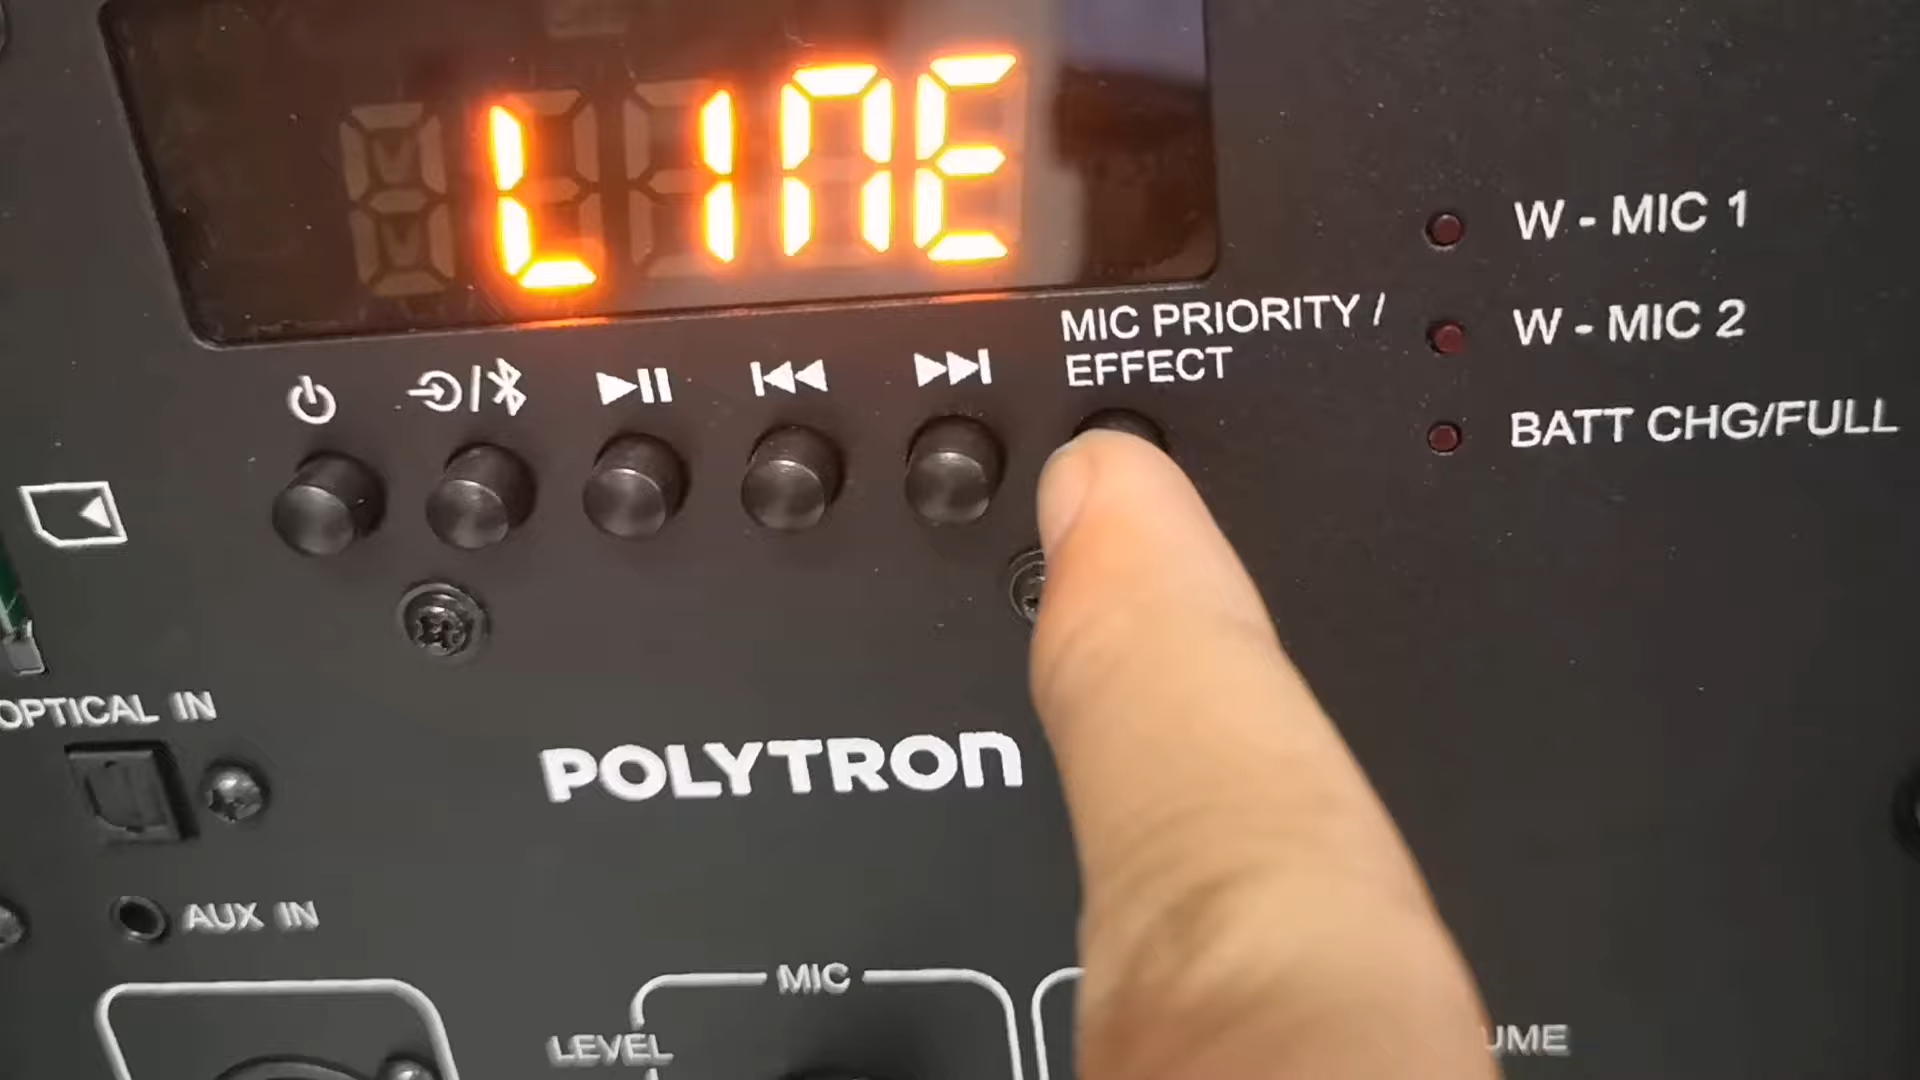 LINE
MIC PRIORITY /
EFFECT
W - MIC 1
W - MIC 2
BATT CHG/FULL
OPTICAL IN
POLYTRON
AUX IN
MIC
LEVEL